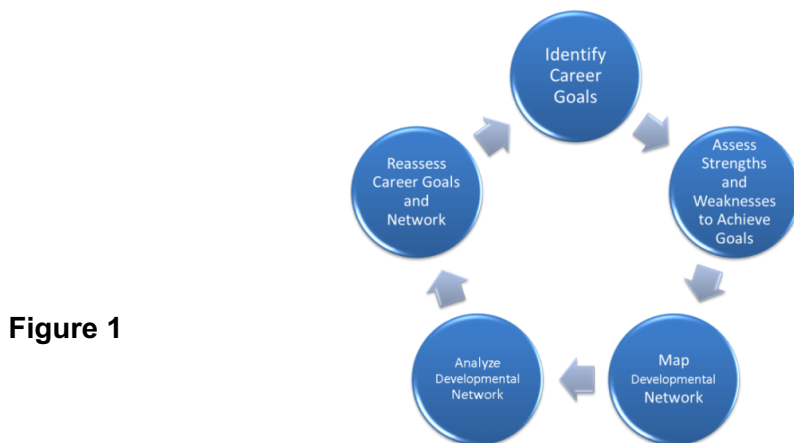 Identify
Career
Goals
Assess
Strengths
and
Weaknesses
to Achieve
Goals
Map
Developmental
Network
Analyze
Developmental
Network
Reassess
Career Goals
and
Network
Figure 1